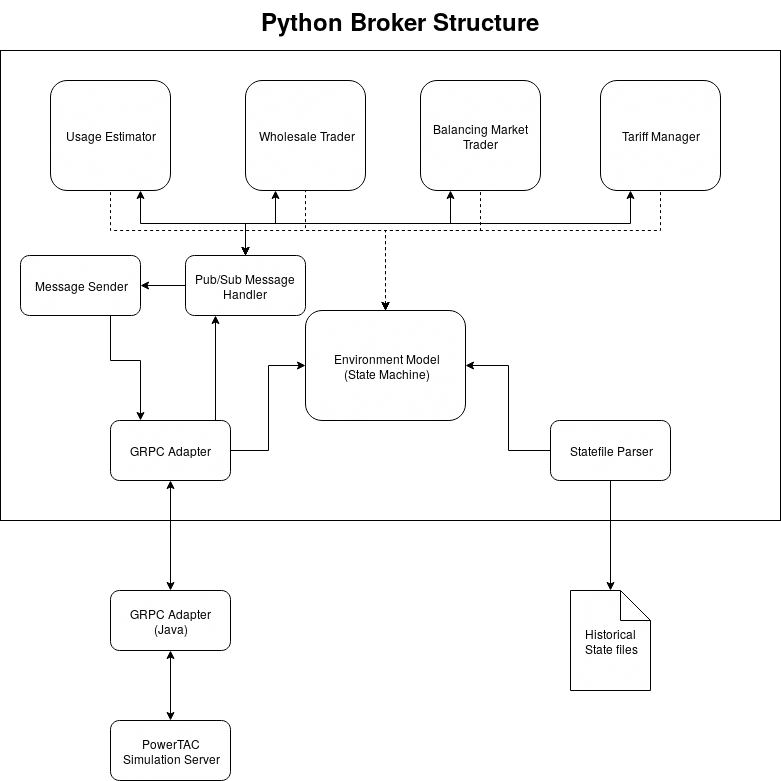 Python Broker Structure
Usage Estimator
Wholesale Trader
Balancing Market
Trader
Tariff Manager
Message Sender
Pub/Sub Message
Handler
Environment Model
(State Machine)
GRPC Adapter
Statefile Parser
GRPC Adapter
(Java)
Historical
State files
PowerTAC
Simulation Server